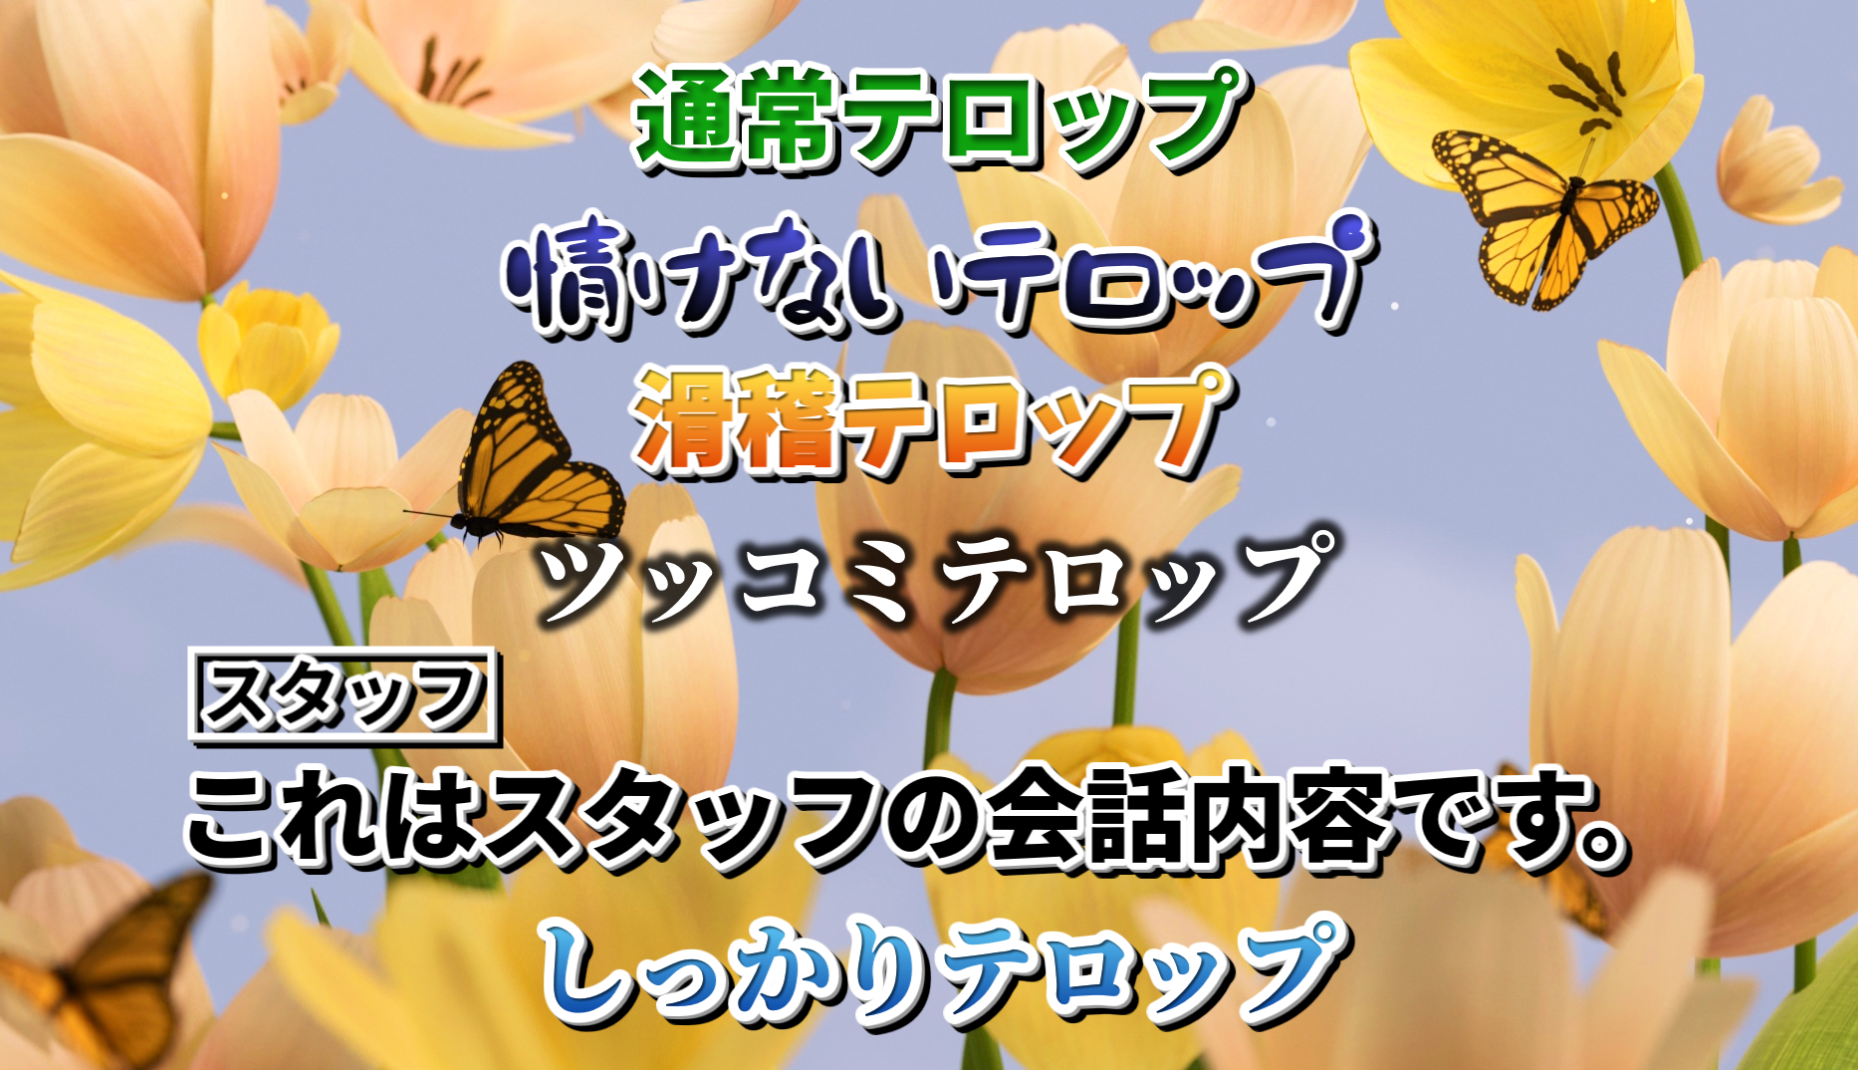 通常テロップ
情けないテロップ
滑稽テロップ
ツッコミテロップ
スタッフ
これはスタッフの会話内容です。
しっかりテロップ